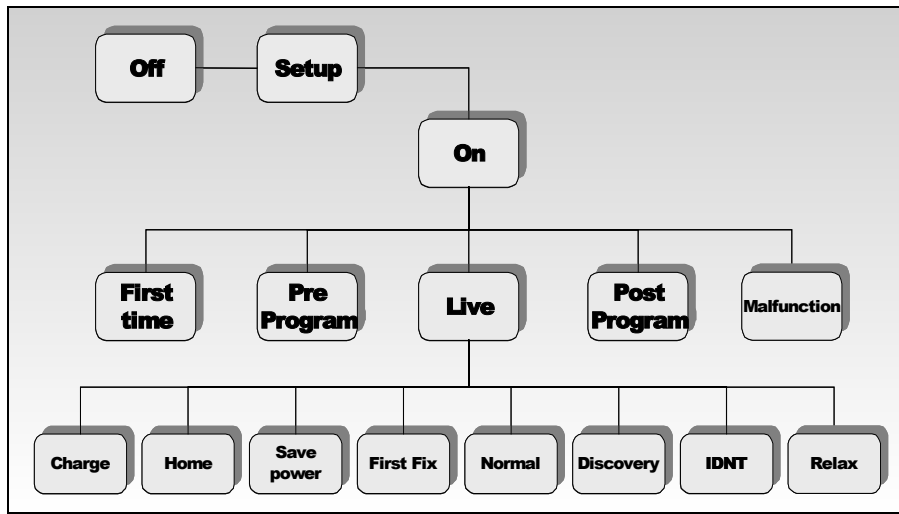 Off
Setup
On
First
time
Pre
Program
Live
Post
Program
Malfunction
Charge
Home
Save
power
First Fix
Normal
Discovery
IDNT
Relax